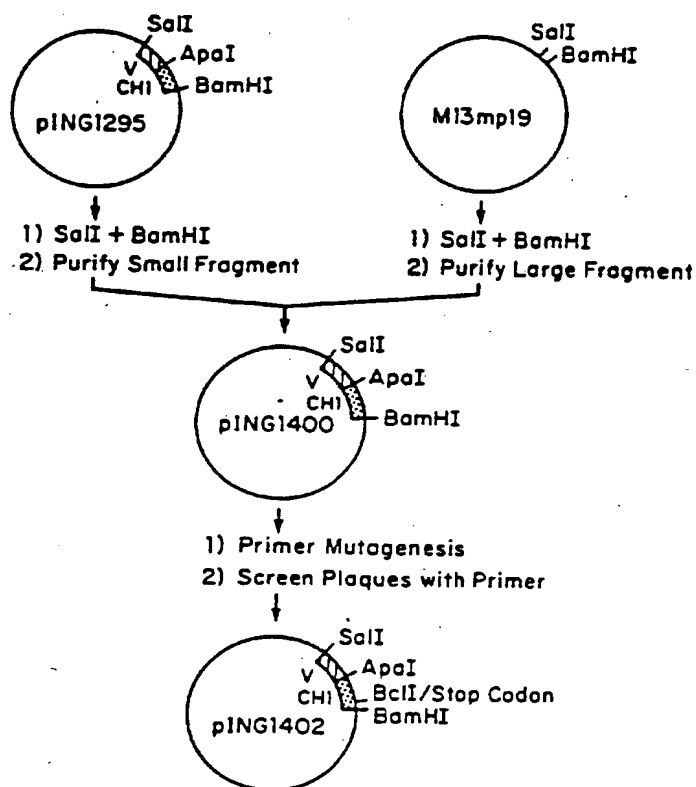 SalI
ApaI
V
CH1
BamHI
pING1295
SalI
BamHI
M13mp19
1) SalI + BamHI
2) Purify Small Fragment
1) SalI + BamHI
2) Purify Large Fragment
SalI
V
ApaI
CH1
BamHI
pING1400
1) Primer Mutagenesis
2) Screen Plaques with Primer
SalI
V
ApaI
CH1
BclI/Stop Codon
BamHI
pING1402